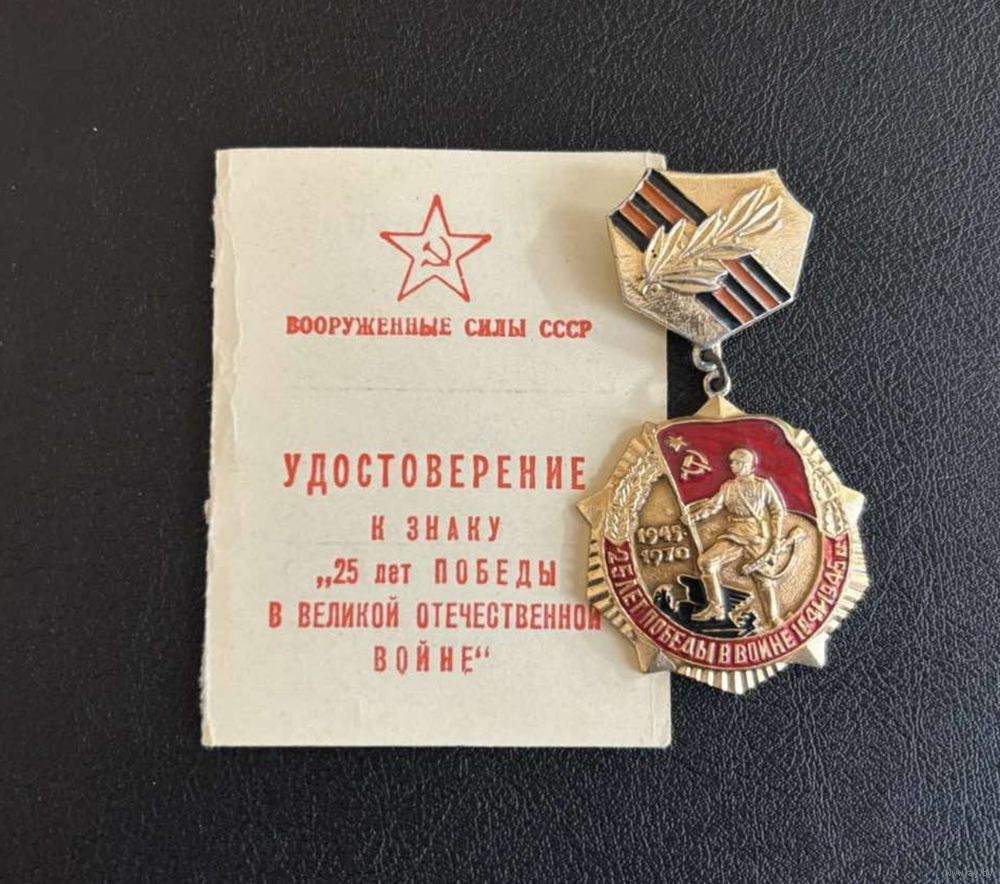 ВООРУЖЕННЫЕ СИЛЫ СССР
УДОСТОВЕРЕНИЕ
К ЗНАКУ
„25 лет ПОБЕДЫ
В ВЕЛИКОЙ ОТЕЧЕСТВЕННОЙ
ВОЙНЕ“
1945-
1970
25 ЛЕТ ПОБЕДЫ В ВОЙНЕ 1941-1945 гг.